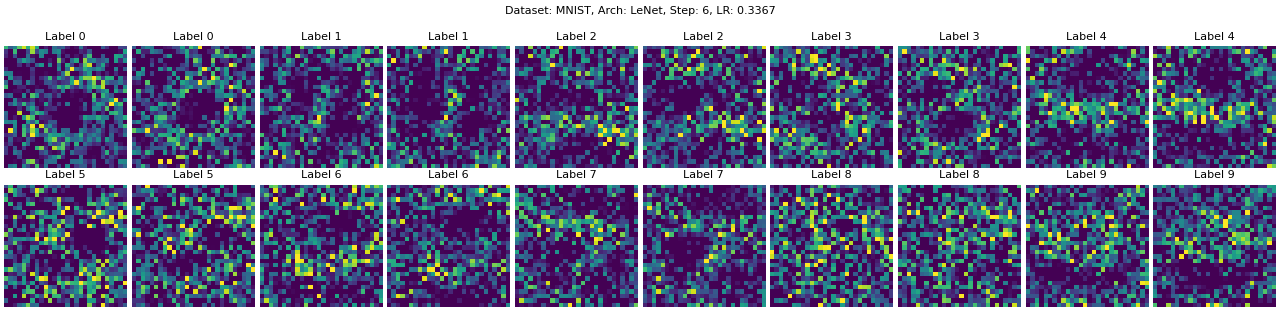 Dataset: MNIST, Arch: LeNet, Step: 6, LR: 0.3367
Label 0 Label 0 Label 1 Label 1 Label 2 Label 2 Label 3 Label 3 Label 4 Label 4
Label 5 Label 5 Label 6 Label 6 Label 7 Label 7 Label 8 Label 8 Label 9 Label 9